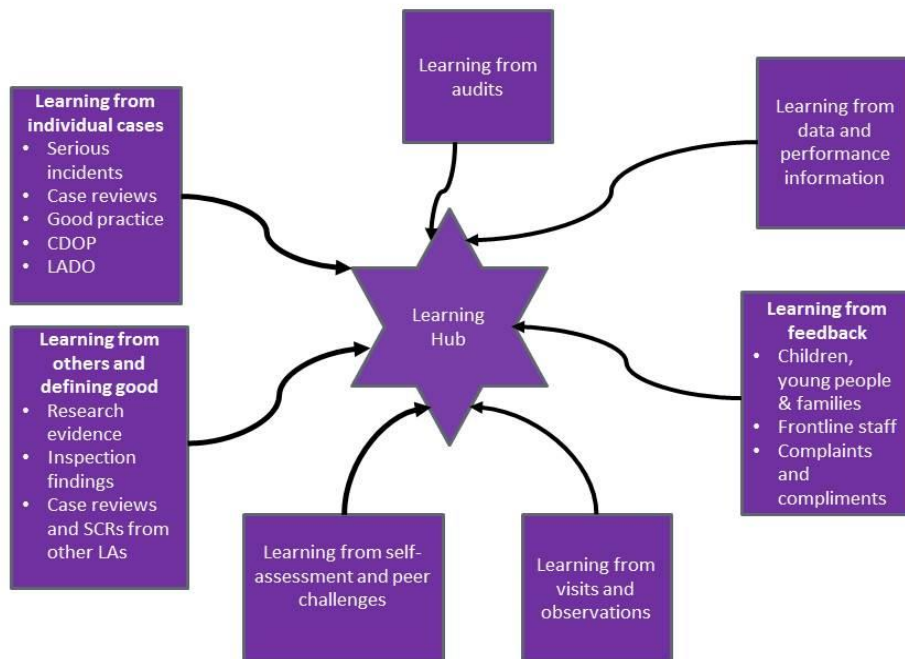 Learning from
audits
Learning from
individual cases
• Serious
incidents
• Case reviews
• Good practice
• CDOP
• LADO
Learning from
data and
performance
information
Learning
Hub
Learning from
others and
defining good
• Research
evidence
• Inspection
findings
• Case reviews
and SCRs from
other LAs
Learning from
feedback
• Children,
young people
& families
• Frontline staff
• Complaints
and
compliments
Learning from self-
assessment and peer
challenges
Learning from
visits and
observations